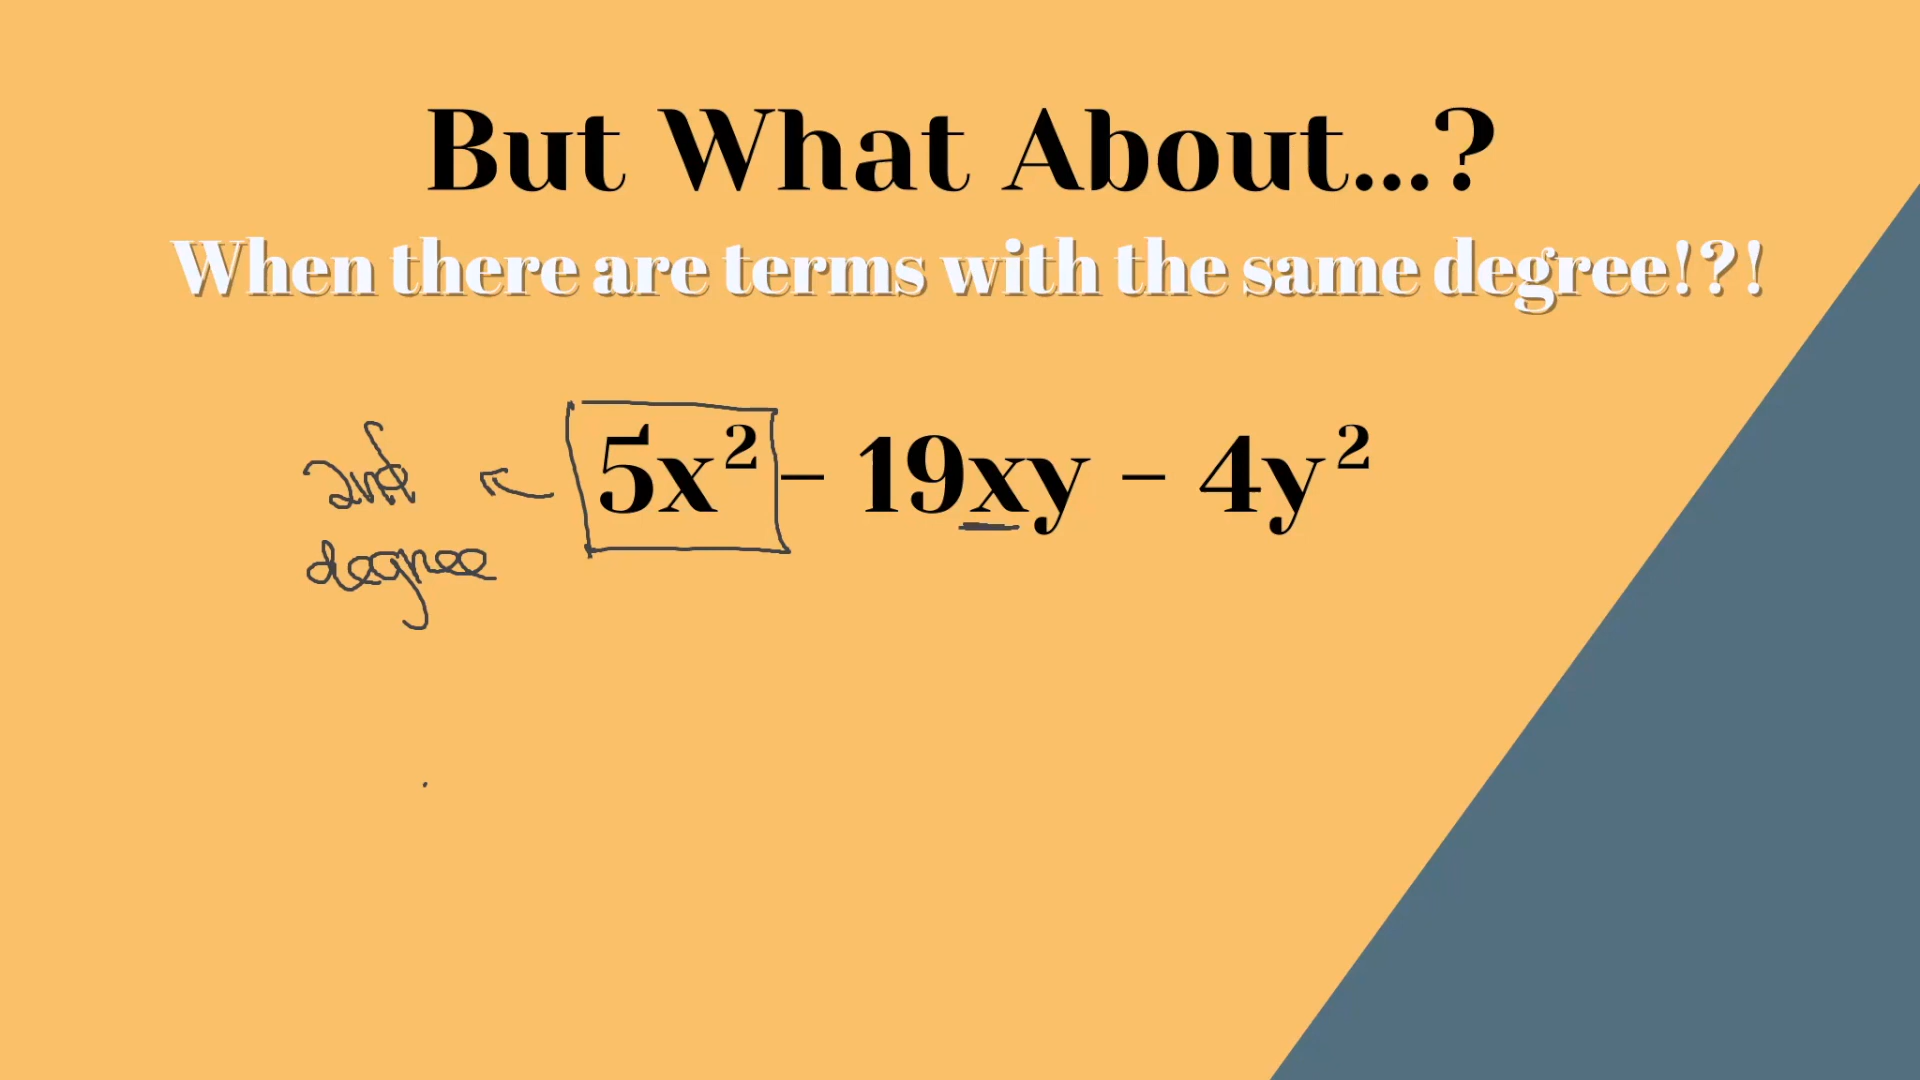 But What About...?
When there are terms with the same degree!?!
2nd
degree
5x² – 19xy – 4y²